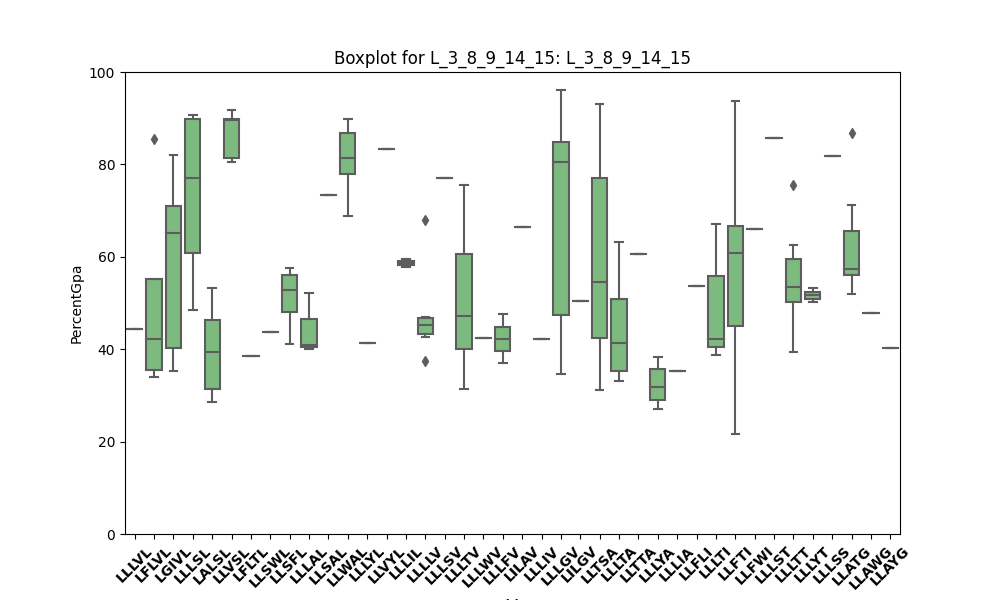 Boxplot for L_3_8_9_14_15: L_3_8_9_14_15
PercentGpa
100
80
60
40
20
0
LLLVL
LFLVL
LGIVL
LLLSL
LALSL
LLVSL
LFLTL
LLSWL
LLSFL
LLLAL
LLSAL
LLWAL
LLLYL
LLVYL
LLLIL
LLLLV
LLLSV
LLLTV
LLLWV
LLLFV
LILAV
LLLIV
LLLGV
LILGV
LLTSA
LLLTA
LLTTA
LLLYA
LLLIA
LLFLI
LLLTI
LLFTI
LLFWI
LLLST
LLLTT
LLLYT
LLLSS
LLATG
LLAWG
LLAYG